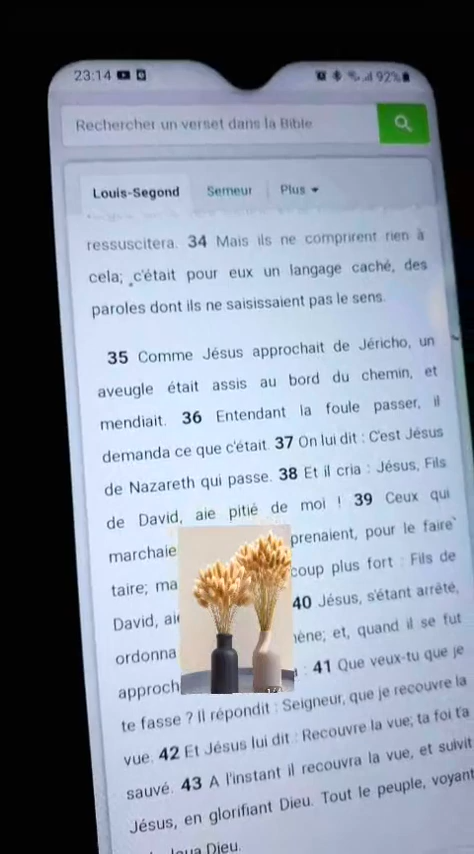 23:14
92%
Rechercher un verset dans la Bible
Louis-Segond Semeur Plus
ressuscitera. 34 Mais ils ne comprirent rien à
cela; c'était pour eux un langage caché, des
paroles dont ils ne saisissaient pas le sens.
35 Comme Jésus approchait de Jéricho, un
aveugle était assis au bord du chemin, et
mendiait. 36 Entendant la foule passer, il
demanda ce que c'était. 37 On lui dit : C'est Jésus
de Nazareth qui passe. 38 Et il cria : Jésus, Fils
de David, aie pitié de moi ! 39 Ceux qui
marchaie prenaient, pour le faire
taire; ma coup plus fort : Fils de
David, aie 40 Jésus, s'étant arrêté,
ordonna ène; et, quand il se fut
approch : 41 Que veux-tu que je
te fasse ? Il répondit : Seigneur, que je recouvre la
vue. 42 Et Jésus lui dit : Recouvre la vue; ta foi t'a
sauvé. 43 A l'instant il recouvra la vue, et suivit
Jésus, en glorifiant Dieu. Tout le peuple, voyant
loua Dieu.